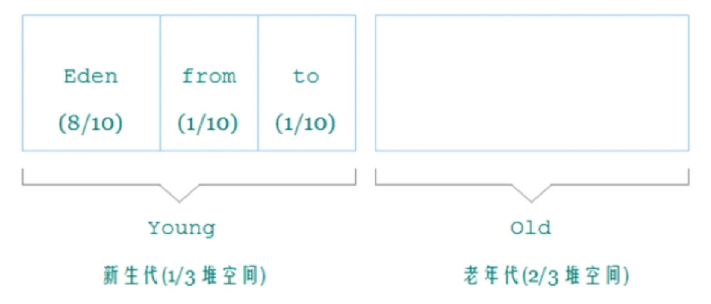 Eden from to
(8/10) (1/10) (1/10)
Young Old
新生代(1/3 堆空间) 老年代(2/3 堆空间)